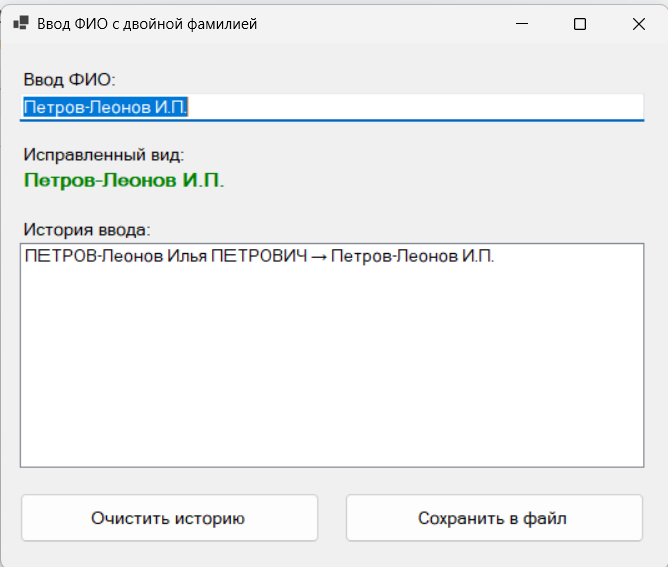 Ввод ФИО с двойной фамилией
Ввод ФИО:
Петров-Леонов И.П.
Исправленный вид:
Петров-Леонов И.П.
История ввода:
ПЕТРОВ-Леонов Илья ПЕТРОВИЧ → Петров-Леонов И.П.
Очистить историю
Сохранить в файл